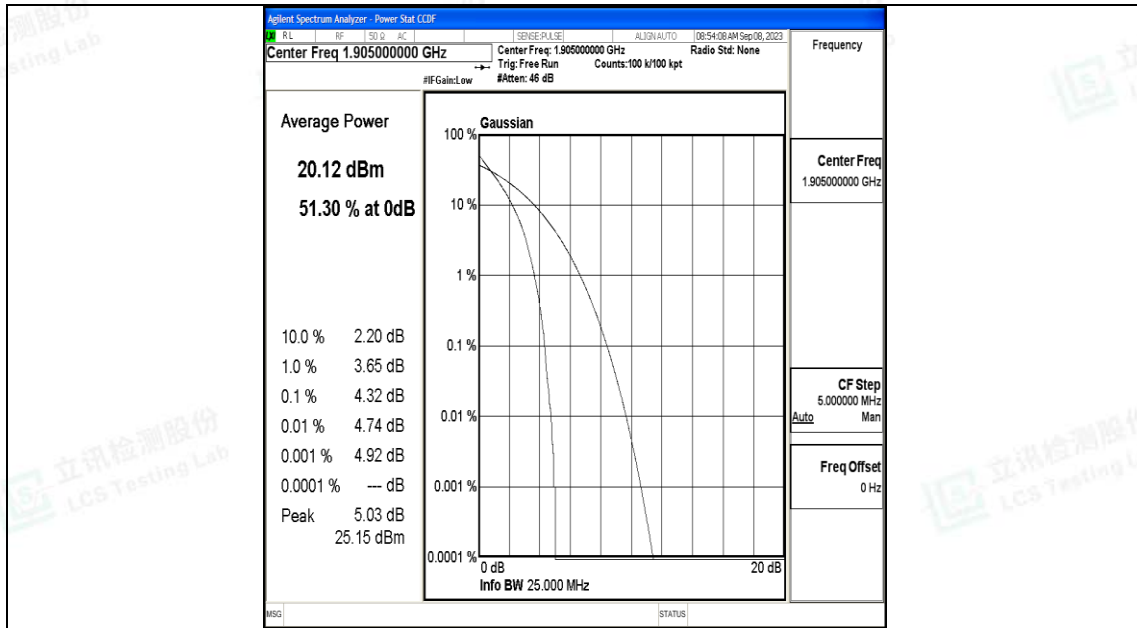 Agilent Spectrum Analyzer - Power Stat CCDF
LXI RL RF 50 Ω AC SENSE:PULSE ALIGN AUTO 08:54:08 AM Sep 08, 2023
Center Freq 1.905000000 GHz
Center Freq: 1.905000000 GHz Radio Std: None
Trig: Free Run Counts:100 k/100 kpt
#IFGain:Low #Atten: 46 dB
Frequency
Average Power
20.12 dBm
51.30 % at 0dB
10.0 % 2.20 dB
1.0 % 3.65 dB
0.1 % 4.32 dB
0.01 % 4.74 dB
0.001 % 4.92 dB
0.0001 % --- dB
Peak 5.03 dB
25.15 dBm
Gaussian
100 %
10 %
1 %
0.1 %
0.01 %
0.001 %
0.0001 %
0 dB 20 dB
Info BW 25.000 MHz
Center Freq
1.905000000 GHz
CF Step
5.000000 MHz
Auto Man
Freq Offset
0 Hz
MSG STATUS
立讯检测股份
LCS Testing Lab